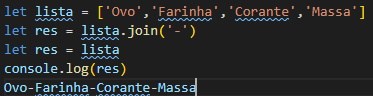 let lista = ['Ovo','Farinha','Corante','Massa']
let res = lista.join('-')
let res = lista
console.log(res)
Ovo-Farinha-Corante-Massa